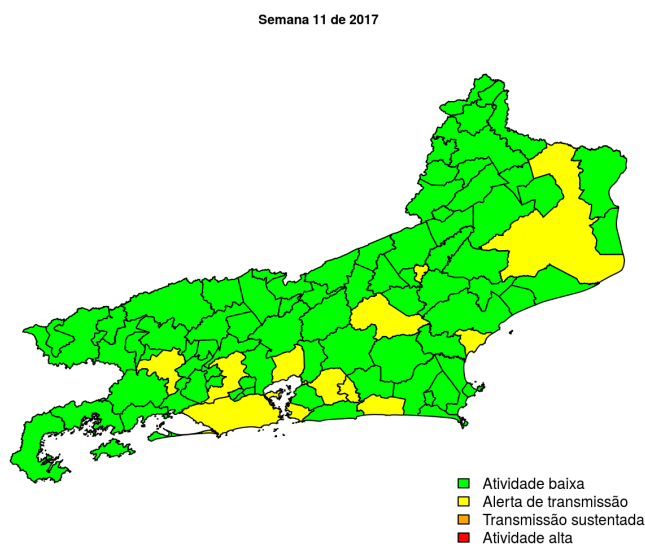 Semana 11 de 2017
Atividade baixa
Alerta de transmissão
Transmissão sustentada
Atividade alta